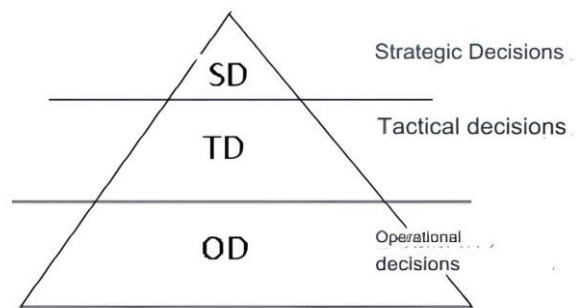 Strategic Decisions
SD
Tactical decisions
TD
Operational
OD
decisions